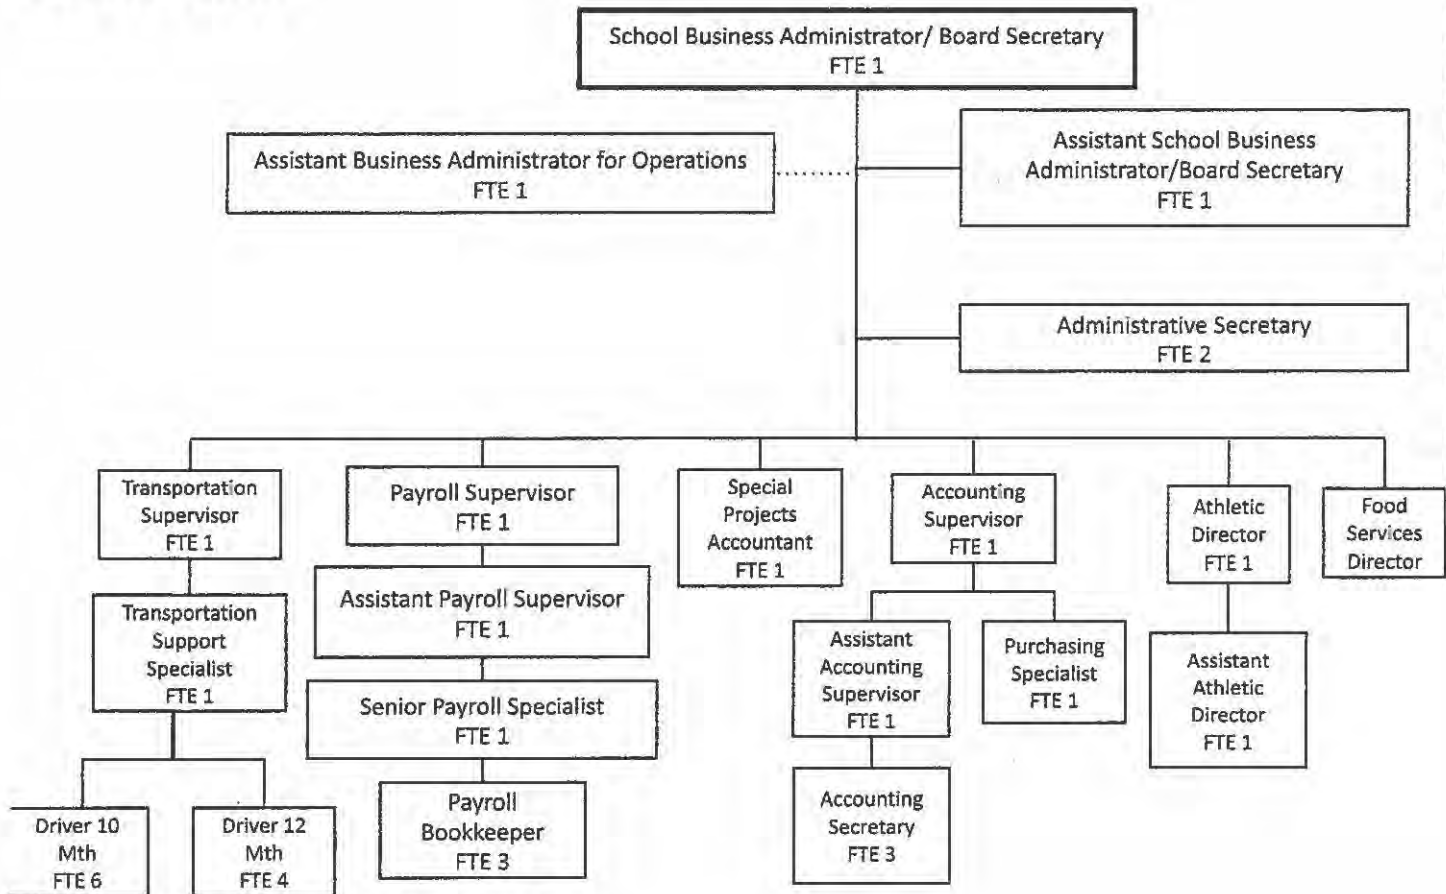 School Business Administrator/ Board Secretary
FTE 1
Assistant Business Administrator for Operations
FTE 1
Assistant School Business
Administrator/Board Secretary
FTE 1
Administrative Secretary
FTE 2
Transportation
Supervisor
FTE 1
Payroll Supervisor
FTE 1
Special
Projects
Accountant
FTE 1
Accounting
Supervisor
FTE 1
Athletic
Director
FTE 1
Food
Services
Director
Transportation
Support
Specialist
FTE 1
Assistant Payroll Supervisor
FTE 1
Assistant
Accounting
Supervisor
FTE 1
Purchasing
Specialist
FTE 1
Assistant
Athletic
Director
FTE 1
Senior Payroll Specialist
FTE 1
Driver 10
Mth
FTE 6
Driver 12
Mth
FTE 4
Payroll
Bookkeeper
FTE 3
Accounting
Secretary
FTE 3